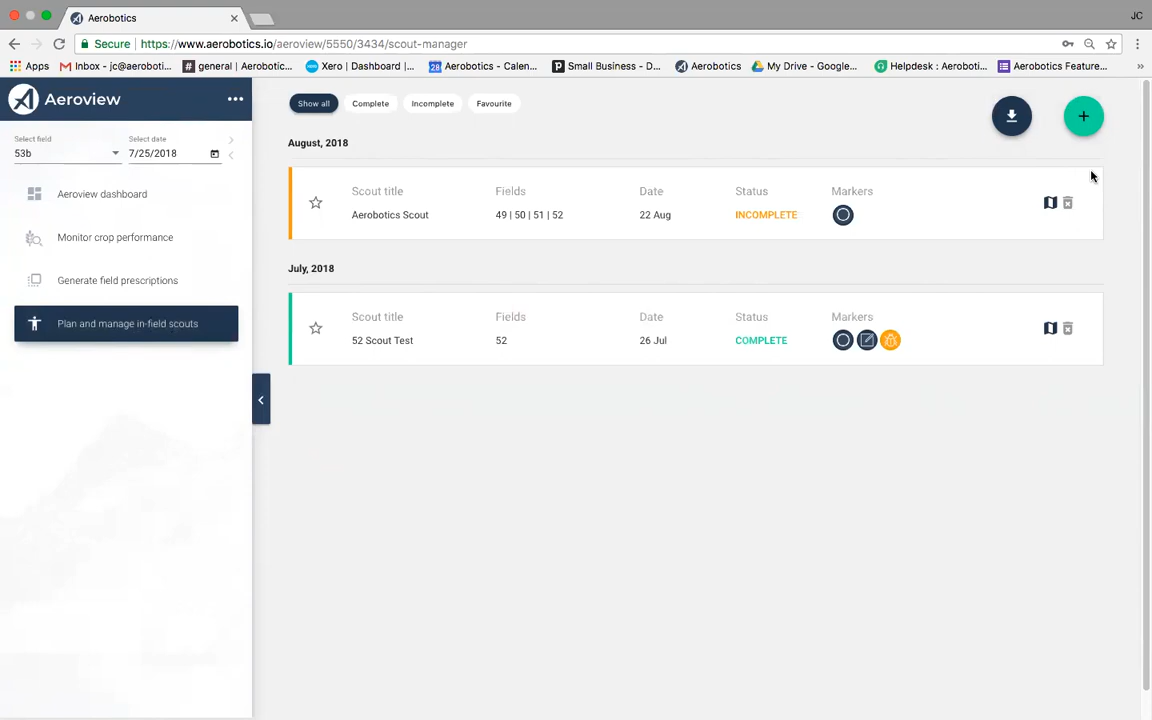 Aerobotics
JC
Secure https://www.aerobotics.io/aeroview/5550/3434/scout-manager
Apps Inbox - jc@aeroboti... general | Aerobotic... Xero | Dashboard |... 28 Aerobotics - Calen... Small Business - D... Aerobotics My Drive - Google... Helpdesk : Aeroboti... Aerobotics Feature...
Aeroview
Show all Complete Incomplete Favourite
Select field Select date
53b 7/25/2018
Aeroview dashboard
Monitor crop performance
Generate field prescriptions
Plan and manage in-field scouts
August, 2018
Scout title Fields Date Status Markers
Aerobotics Scout 49 | 50 | 51 | 52 22 Aug INCOMPLETE
July, 2018
Scout title Fields Date Status Markers
52 Scout Test 52 26 Jul COMPLETE